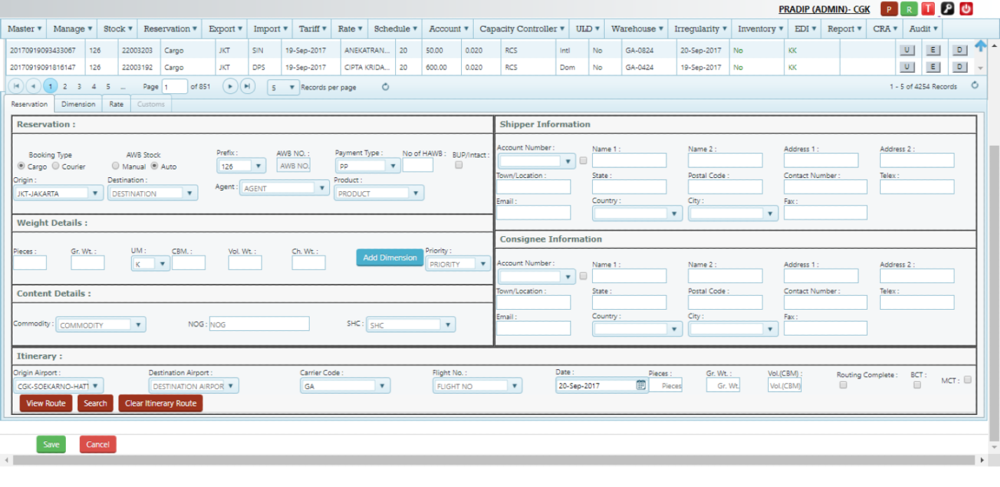 PRADIP (ADMIN)- CGK P R T
Master Manage Stock Reservation Export Import Tariff Rate Schedule Account Capacity Controller ULD Warehouse Irregularity Inventory EDI Report CRA Audit
20170919093433067 126 22003203 Cargo JKT SIN 19-Sep-2017 ANEKATRAN... 20 50.00 0.020 RCS Intl No GA-0824 20-Sep-2017 No KK U E D
20170919091816147 126 22003192 Cargo JKT DPS 19-Sep-2017 CIPTA KRIDA... 20 600.00 0.020 RCS Dom No GA-0424 19-Sep-2017 No KK U E D
1 2 3 4 5 ... Page 1 of 851 5 Records per page 1 - 5 of 4254 Records
Reservation Dimension Rate Customs
Reservation :
Booking Type AWB Stock Prefix : AWB NO. : Payment Type : No of HAWB : BUP/Intact :
Cargo Courier Manual Auto 126 AWB NO. PP
Origin : Destination : Agent : AGENT Product :
JKT-JAKARTA DESTINATION PRODUCT
Weight Details :
Pieces : Gr. Wt. : UM : CBM. : Vol. Wt. : Ch. Wt. : Add Dimension Priority :
K PRIORITY
Content Details :
Commodity : COMMODITY NOG : NOG SHC : SHC
Shipper Information
Account Number : Name 1 : Name 2 : Address 1 : Address 2 :
Town/Location : State : Postal Code : Contact Number : Telex :
Email : Country : City : Fax :
Consignee Information
Account Number : Name 1 : Name 2 : Address 1 : Address 2 :
Town/Location : State : Postal Code : Contact Number : Telex :
Email : Country : City : Fax :
Itinerary :
Origin Airport : Destination Airport : Carrier Code : Flight No. : Date : Pieces : Gr. Wt. : Vol.(CBM) : Routing Complete : BCT : MCT :
CGK-SOEKARNO-HATT DESTINATION AIRPOR GA FLIGHT NO 20-Sep-2017 Pieces Gr. Wt. Vol.(CBM)
View Route Search Clear Itinerary Route
Save Cancel